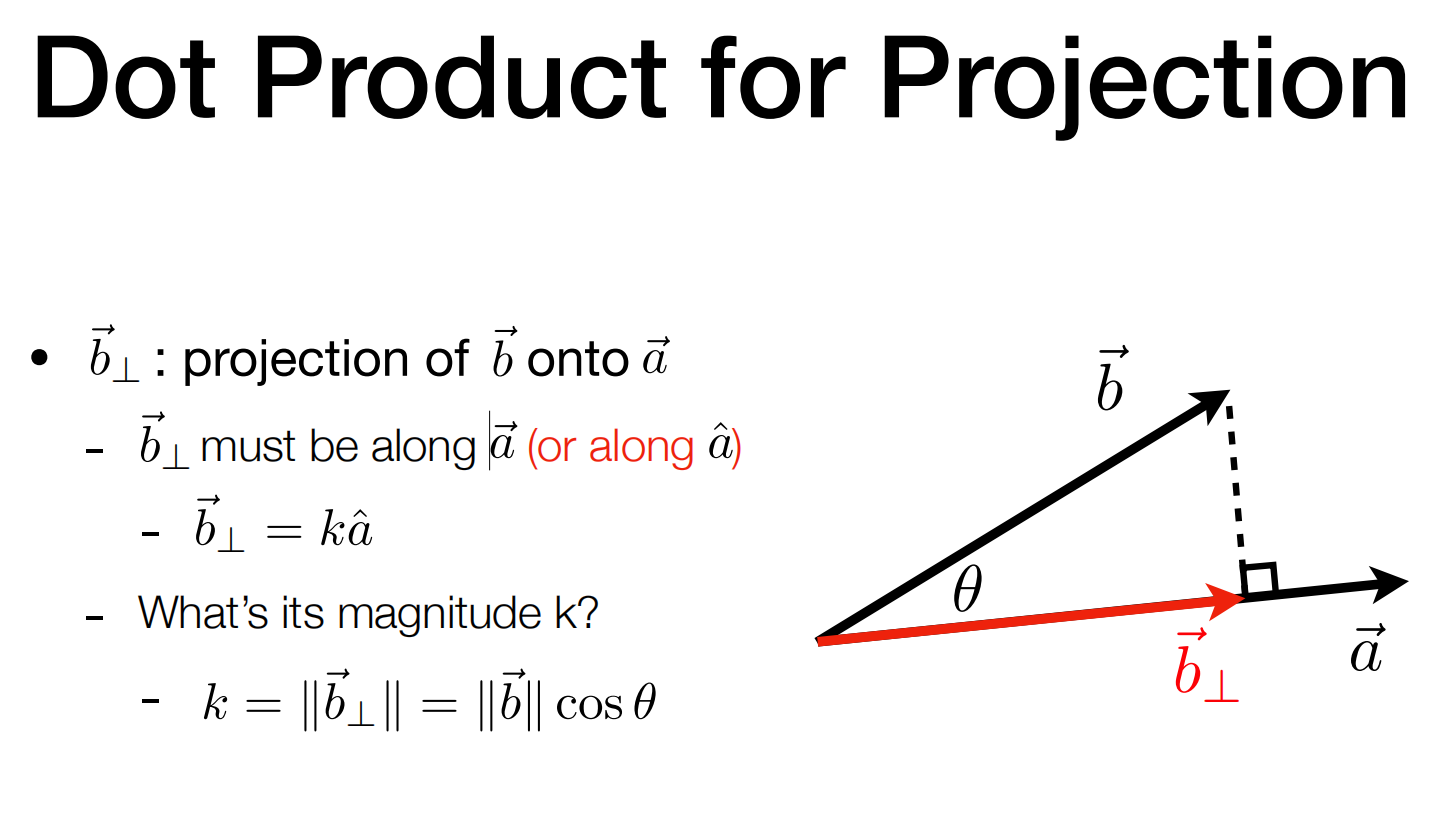 Dot Product for Projection
• $\vec{b}_\perp$ : projection of $\vec{b}$ onto $\vec{a}$
- $\vec{b}_\perp$ must be along $\vec{a}$ (or along $\hat{a}$)
- $\vec{b}_\perp = k\hat{a}$
- What’s its magnitude k?
- $k = \|\vec{b}_\perp\| = \|\vec{b}\| \cos\theta$
$\vec{b}$
$\theta$
$\vec{b}_\perp$
$\vec{a}$